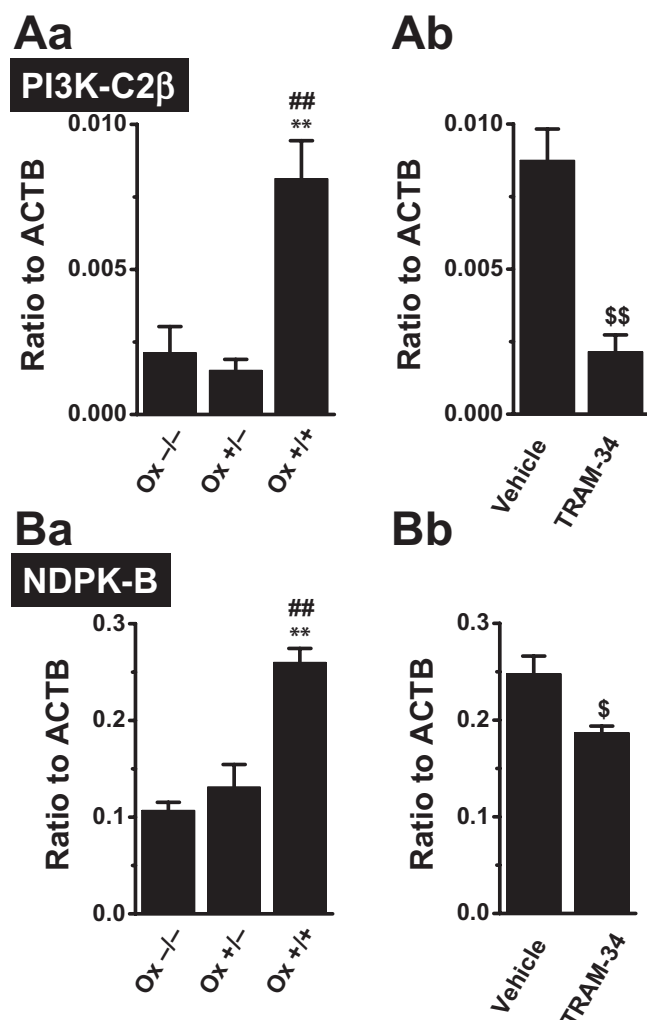 Aa
PI3K-C2β
Ratio to ACTB
0.010
0.005
0.000
##
**
Ox –/–
Ox +/–
Ox +/+
Ab
Ratio to ACTB
0.010
0.005
0.000
$$
Vehicle
TRAM-34
Ba
NDPK-B
Ratio to ACTB
0.3
0.2
0.1
0.0
##
**
Ox –/–
Ox +/–
Ox +/+
Bb
Ratio to ACTB
0.3
0.2
0.1
0.0
$
Vehicle
TRAM-34